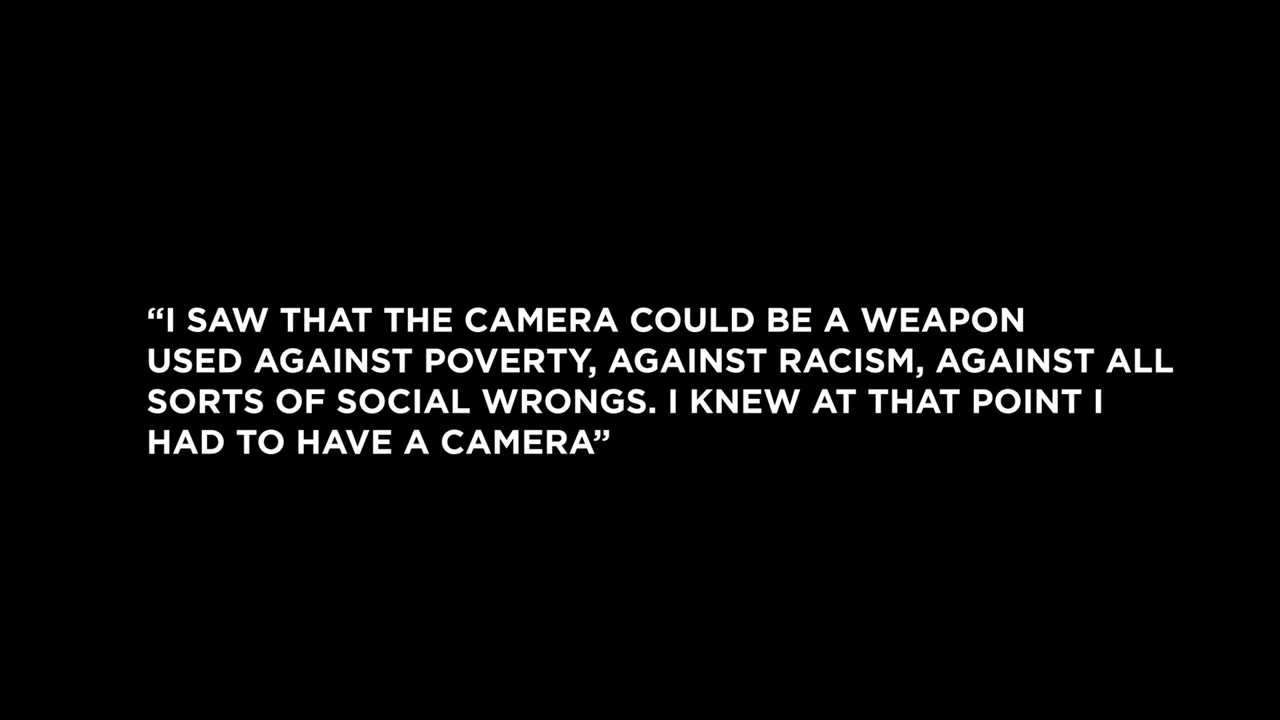 “I SAW THAT THE CAMERA COULD BE A WEAPON
USED AGAINST POVERTY, AGAINST RACISM, AGAINST ALL
SORTS OF SOCIAL WRONGS. I KNEW AT THAT POINT I
HAD TO HAVE A CAMERA”